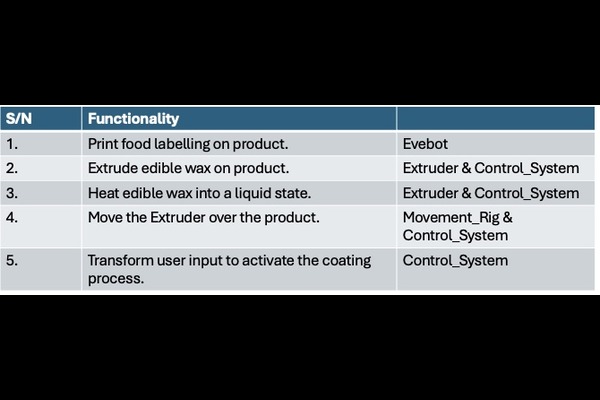 S/N Functionality
1. Print food labelling on product. Evebot
2. Extrude edible wax on product. Extruder & Control_System
3. Heat edible wax into a liquid state. Extruder & Control_System
4. Move the Extruder over the product. Movement_Rig &
Control_System
5. Transform user input to activate the coating Control_System
process.